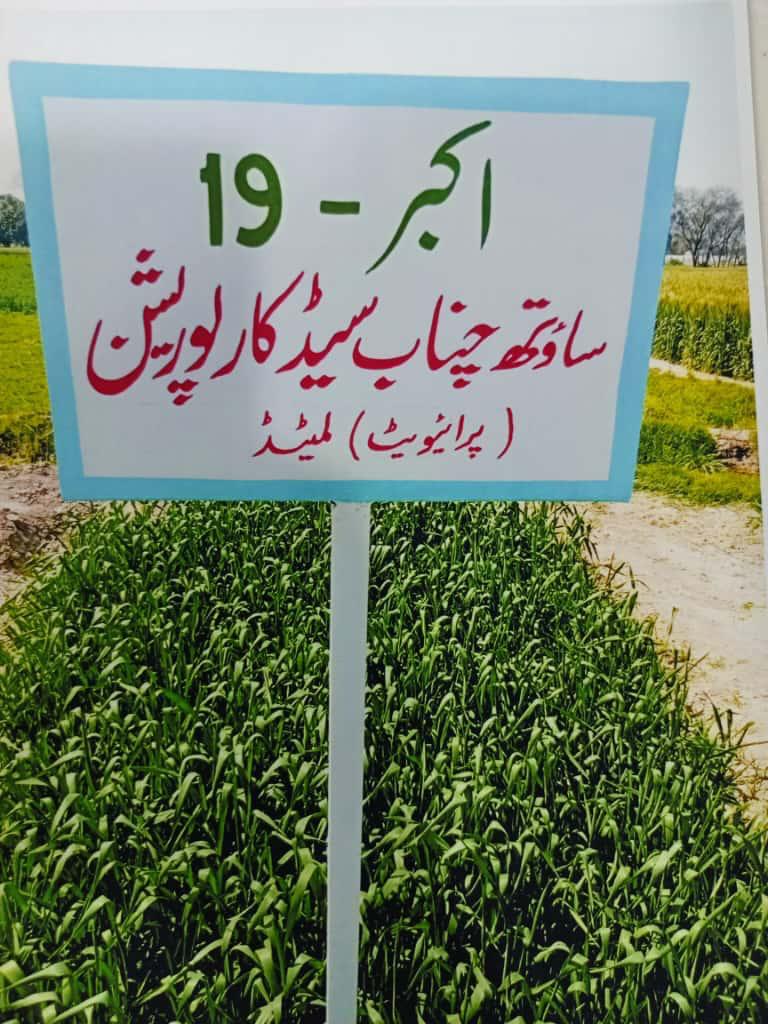 اکبر - 19
ساؤتھ چناب سیڈ کارپوریشن
(پرائیویٹ) لمیٹڈ